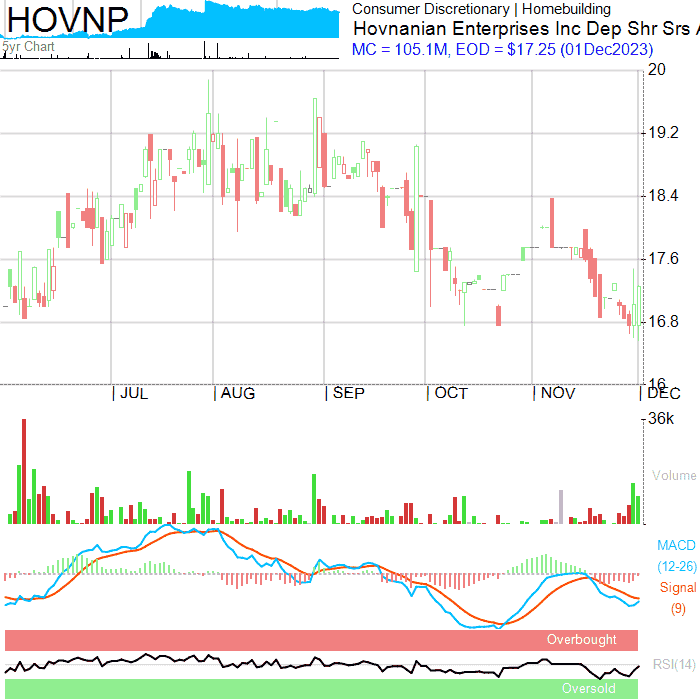 HOVNP
5yr Chart
Consumer Discretionary | Homebuilding
Hovnanian Enterprises Inc Dep Shr Srs A
MC = 105.1M, EOD = $17.25 (01Dec2023)
20
19.2
18.4
17.6
16.8
16
| JUL | AUG | SEP | OCT | NOV | DEC
36k
Volume
MACD
(12-26)
Signal
(9)
Overbought
RSI(14)
Oversold